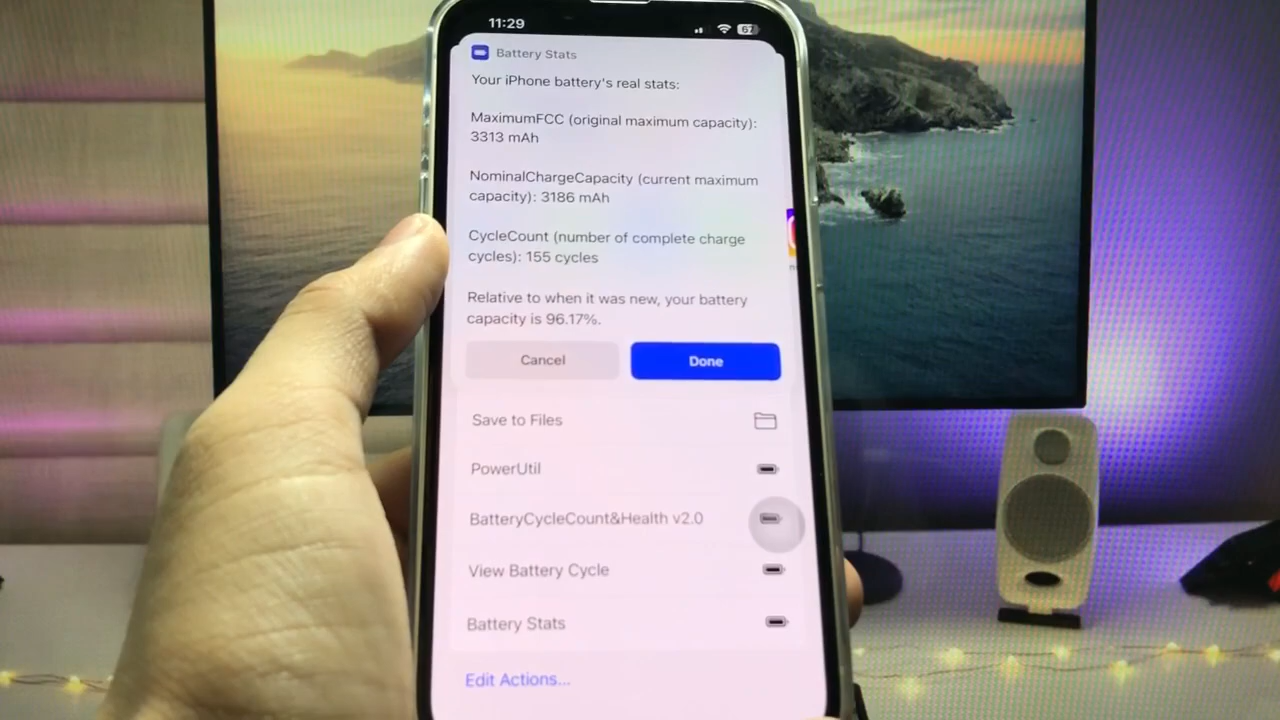 11:29
67
Battery Stats
Your iPhone battery's real stats:
MaximumFCC (original maximum capacity):
3313 mAh
NominalChargeCapacity (current maximum
capacity): 3186 mAh
CycleCount (number of complete charge
cycles): 155 cycles
Relative to when it was new, your battery
capacity is 96.17%.
Cancel
Done
Save to Files
PowerUtil
BatteryCycleCount&Health v2.0
View Battery Cycle
Battery Stats
Edit Actions...